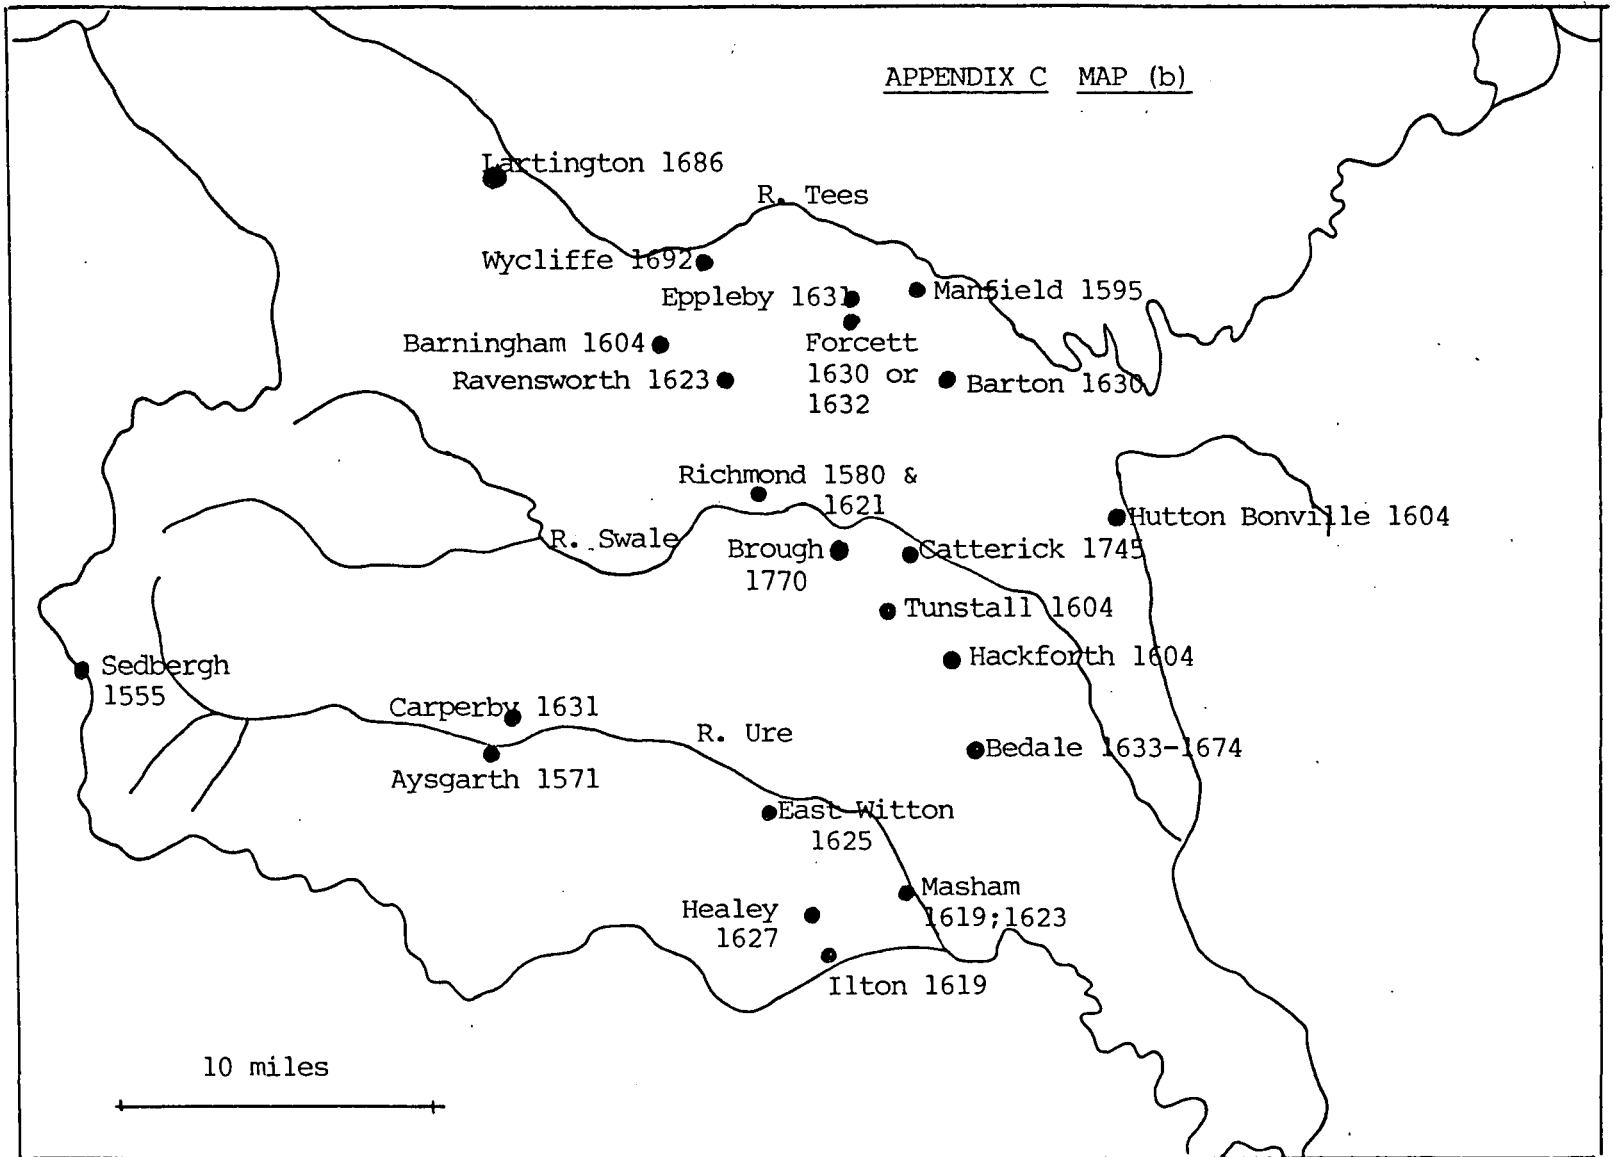 APPENDIX C MAP (b)
Lartington 1686
R. Tees
Wycliffe 1692
Eppleby 1631
Manfield 1595
Barningham 1604
Forcett
1630 or
1632
Ravensworth 1623
Barton 1630
Richmond 1580 &
1621
Hutton Bonville 1604
R. Swale
Brough
1770
Catterick 1745
Tunstall 1604
Hackforth 1604
Sedbergh
1555
Carperby 1631
R. Ure
Bedale 1633-1674
Aysgarth 1571
East Witton
1625
Masham
1619;1623
Healey
1627
Ilton 1619
10 miles